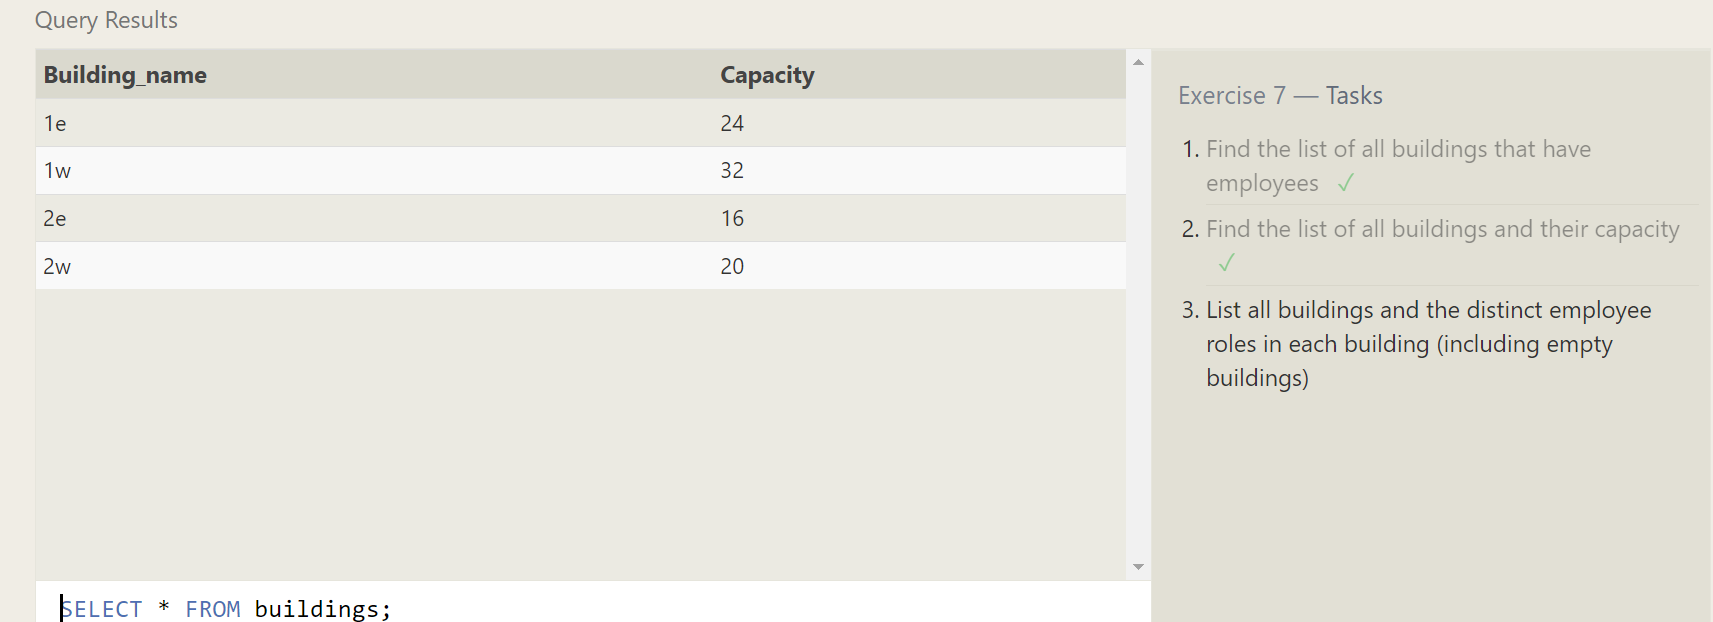 Query Results
Building_name Capacity
1e 24
1w 32
2e 16
2w 20
SELECT * FROM buildings;
Exercise 7 — Tasks
1. Find the list of all buildings that have
employees ✓
2. Find the list of all buildings and their capacity
✓
3. List all buildings and the distinct employee
roles in each building (including empty
buildings)